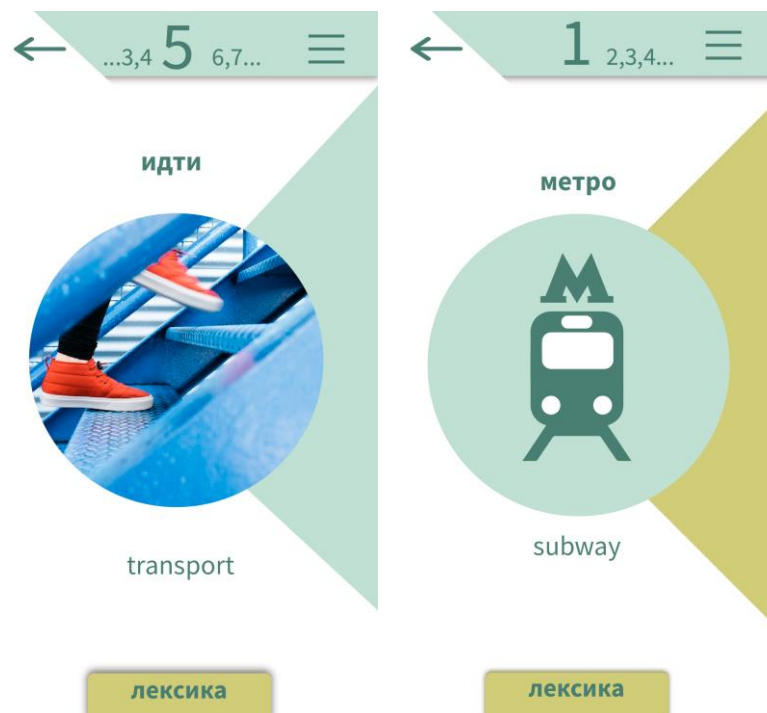 ...3,4 5 6,7...
идти
transport
лексика
1 2,3,4...
метро
М
subway
лексика